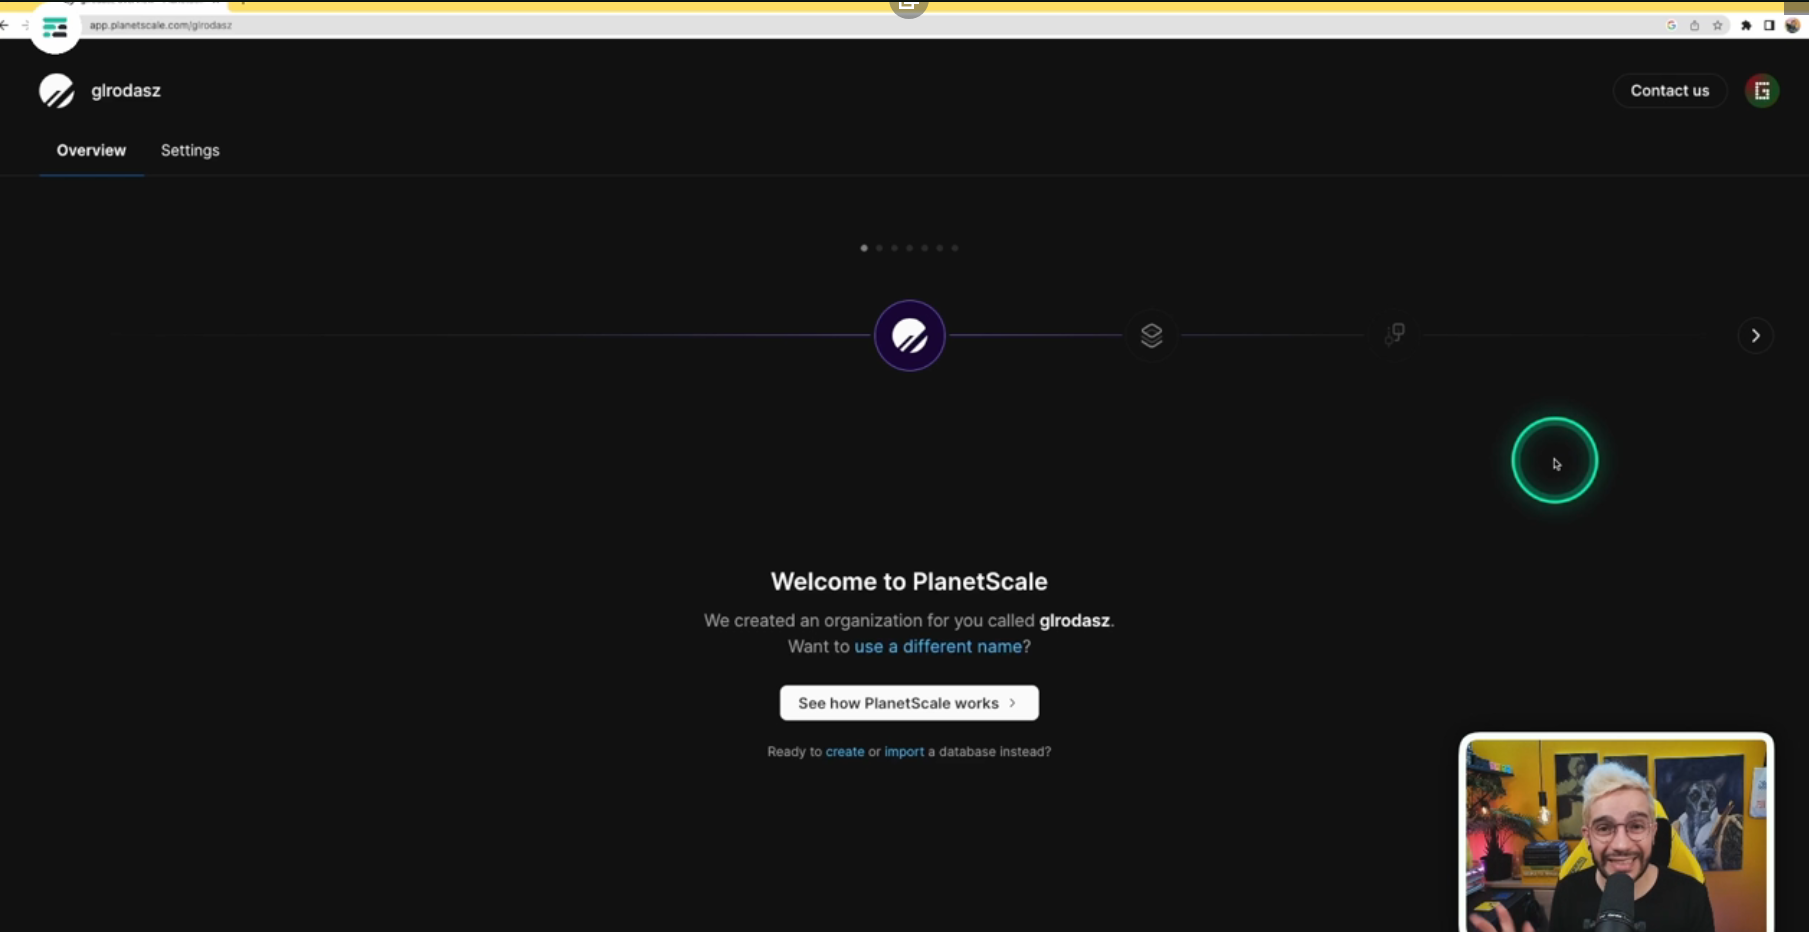 app.planetscale.com/glrodasz
glrodasz
Contact us
Overview
Settings
Welcome to PlanetScale
We created an organization for you called glrodasz.
Want to use a different name?
See how PlanetScale works
Ready to create or import a database instead?